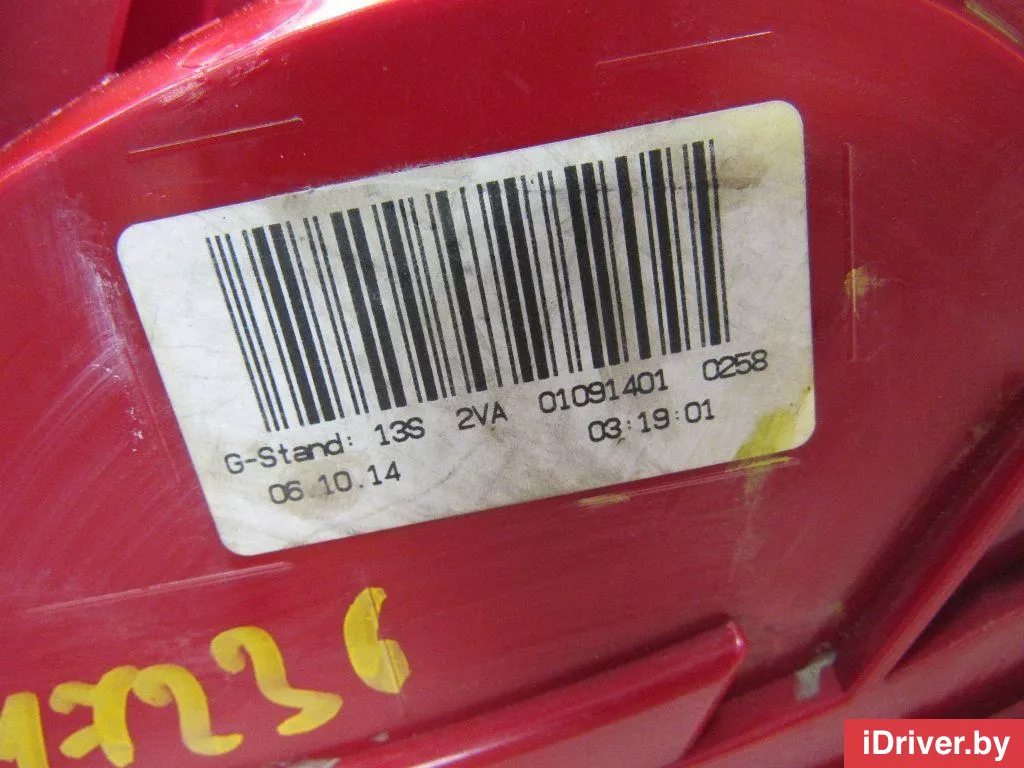 G-Stand: 13S 2VA 01091401 0258
06.10.14 03:19:01
iDriver.by